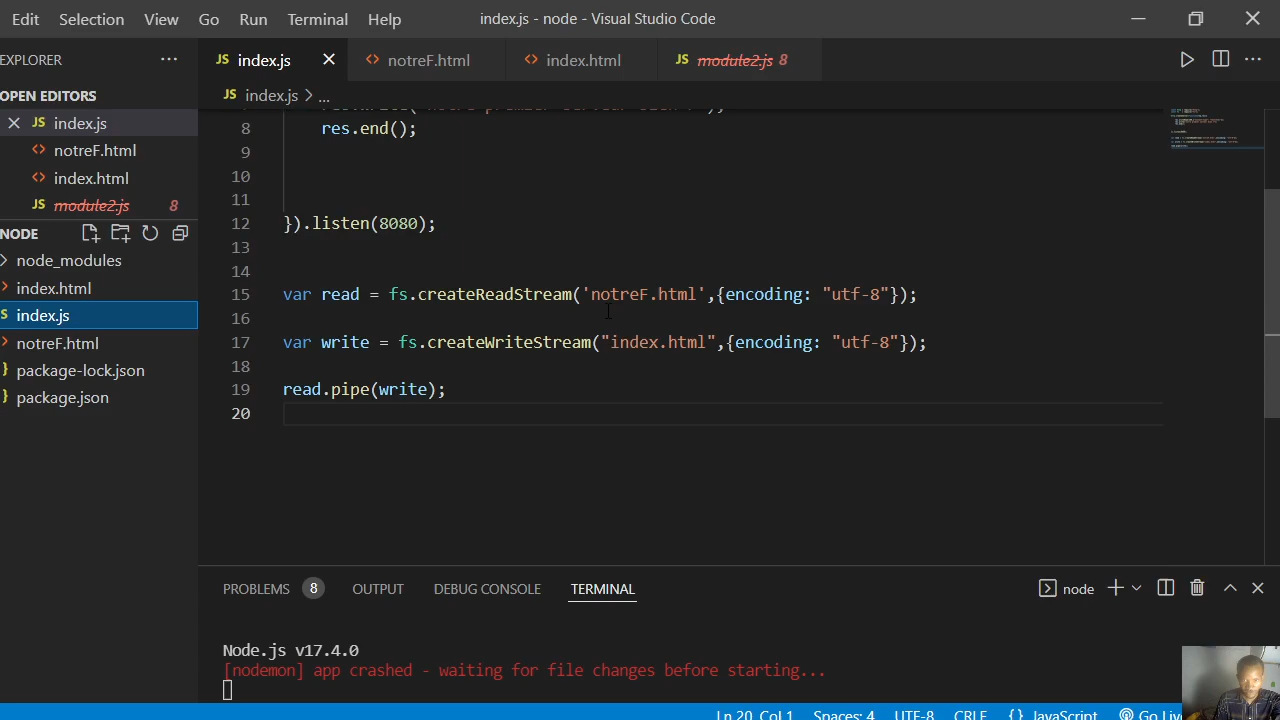 Edit Selection View Go Run Terminal Help index.js - node - Visual Studio Code
EXPLORER
JS index.js notreF.html index.html JS module2.js 8
OPEN EDITORS
JS index.js > ...
JS index.js
notreF.html
index.html
JS module2.js 8
NODE
node_modules
index.html
index.js
notreF.html
package-lock.json
package.json
8 res.end();
9
10
11
12 }).listen(8080);
13
14
15 var read = fs.createReadStream('notreF.html',{encoding: "utf-8"});
16
17 var write = fs.createWriteStream("index.html",{encoding: "utf-8"});
18
19 read.pipe(write);
20
PROBLEMS 8 OUTPUT DEBUG CONSOLE TERMINAL node
Node.js v17.4.0
[nodemon] app crashed - waiting for file changes before starting...
Ln 20, Col 1 Spaces: 4 UTF-8 CRLF {} JavaScript Go Live